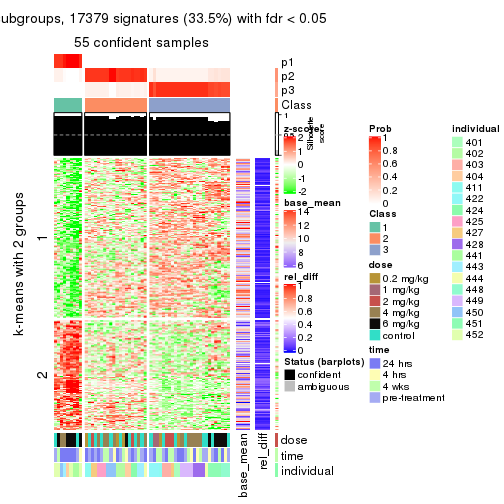 ubgroups, 17379 signatures (33.5%) with fdr < 0.05
55 confident samples
p1
p2
p3
Class
1
Silhouette score
z-score
2
1
0
-1
-2
base_mean
14
12
10
8
6
rel_diff
1
0.8
0.6
0.4
0.2
0
Status (barplots)
confident
ambiguous
Prob
1
0.8
0.6
0.4
0.2
0
Class
1
2
3
dose
0.2 mg/kg
1 mg/kg
2 mg/kg
4 mg/kg
6 mg/kg
control
time
24 hrs
4 hrs
4 wks
pre-treatment
individual
401
402
403
404
411
422
424
425
427
428
441
443
444
448
449
450
451
452
k-means with 2 groups
1
2
dose
time
individual
base_mean
rel_diff